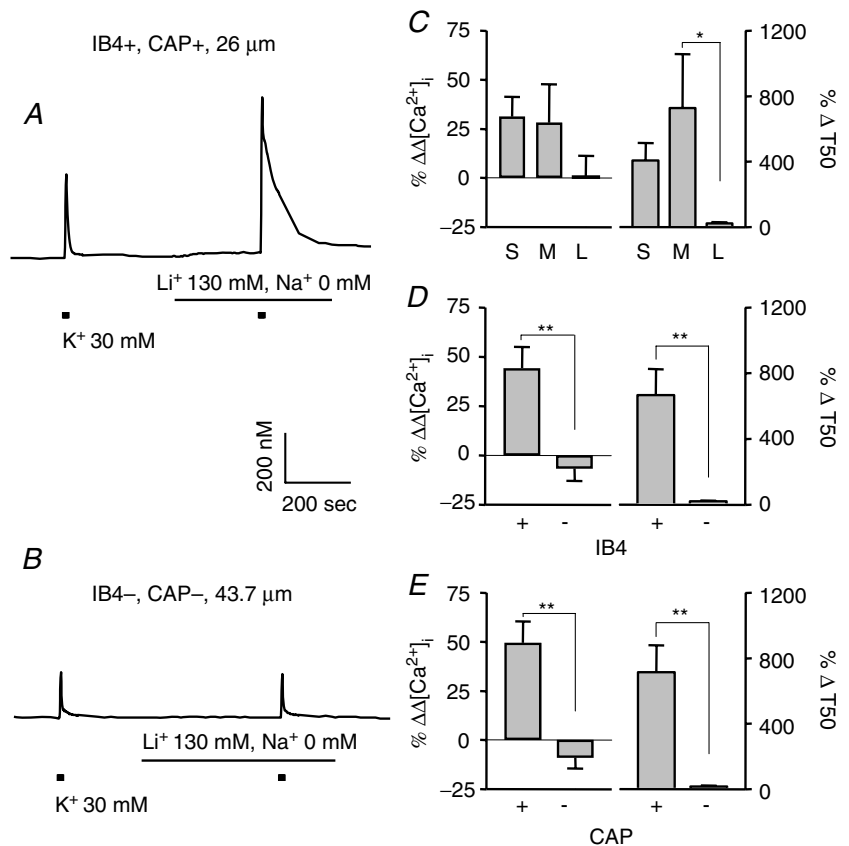 IB4+, CAP+, 26 μm
A
Li⁺ 130 mM, Na⁺ 0 mM
K⁺ 30 mM
200 nM
200 sec
B
IB4–, CAP–, 43.7 μm
Li⁺ 130 mM, Na⁺ 0 mM
K⁺ 30 mM
C
% ΔΔ[Ca²⁺]ᵢ
75
50
25
0
–25
S M L
*
S M L
1200
800
400
0
% Δ T50
D
% ΔΔ[Ca²⁺]ᵢ
75
50
25
0
–25
**
+ -
**
+ -
IB4
1200
800
400
0
% Δ T50
E
% ΔΔ[Ca²⁺]ᵢ
75
50
25
0
–25
**
+ -
**
+ -
CAP
1200
800
400
0
% Δ T50